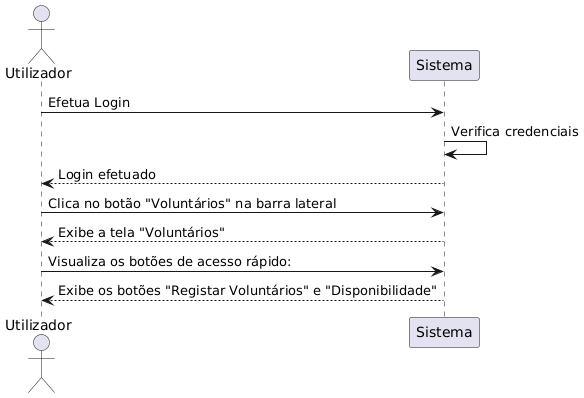 Utilizador
Sistema
Efetua Login
Verifica credenciais
Login efetuado
Clica no botão "Voluntários" na barra lateral
Exibe a tela "Voluntários"
Visualiza os botões de acesso rápido:
Exibe os botões "Registar Voluntários" e "Disponibilidade"
Utilizador
Sistema